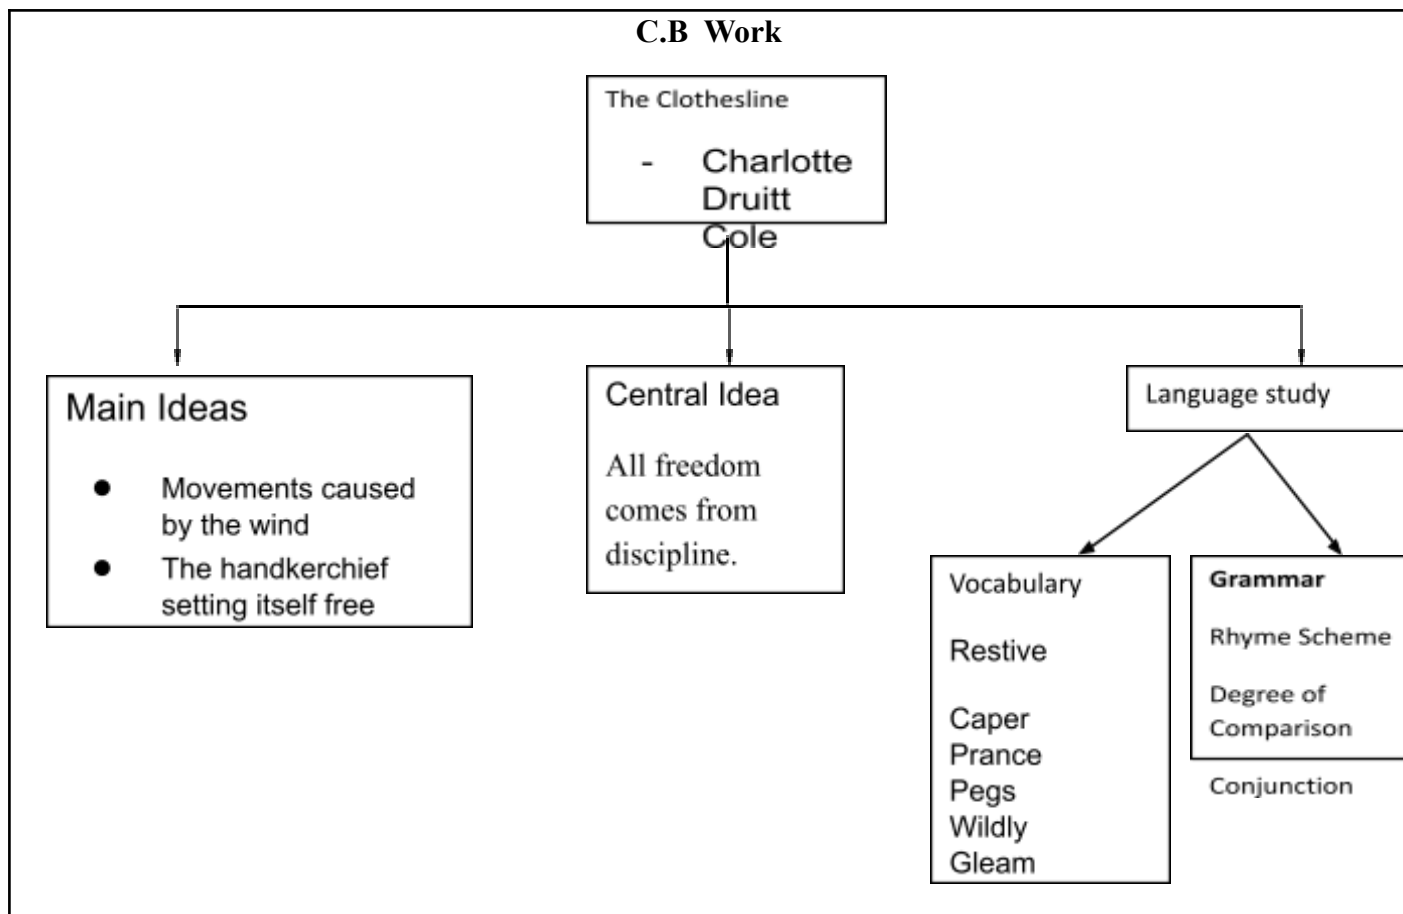 C.B Work
The Clothesline
- Charlotte
Druitt
Cole
Main Ideas
● Movements caused
by the wind
● The handkerchief
setting itself free
Central Idea
All freedom
comes from
discipline.
Language study
Vocabulary
Restive
Caper
Prance
Pegs
Wildly
Gleam
Grammar
Rhyme Scheme
Degree of
Comparison
Conjunction